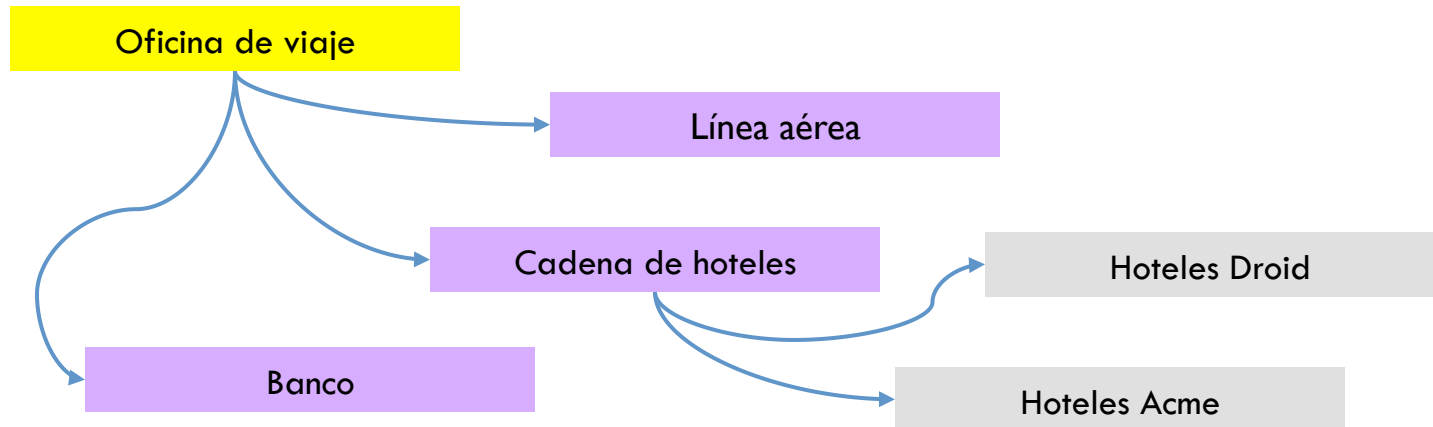 Oficina de viaje
Línea aérea
Cadena de hoteles
Hoteles Droid
Banco
Hoteles Acme